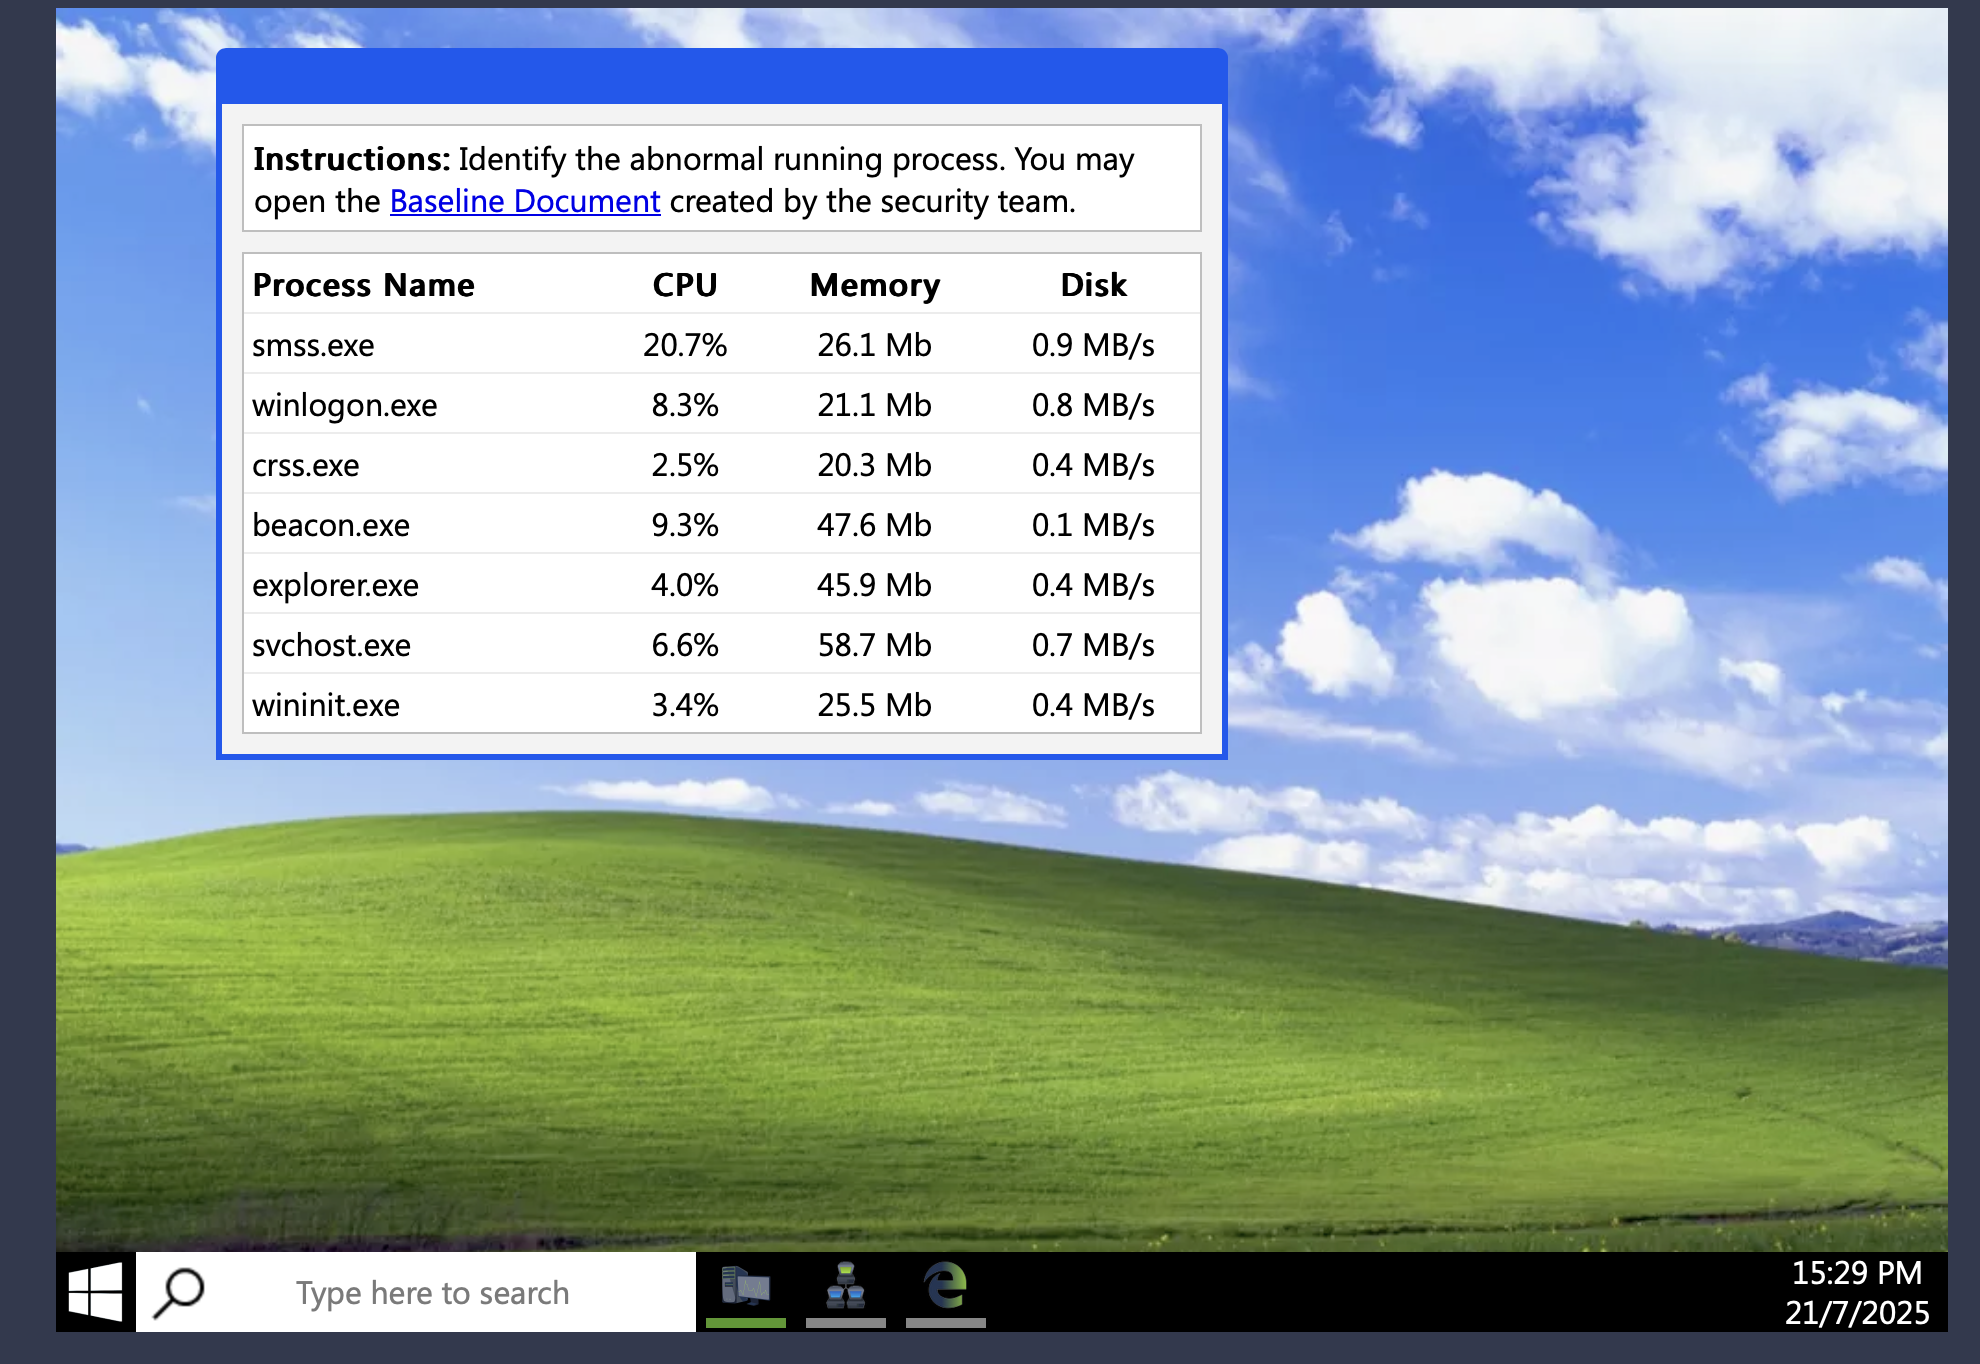 Instructions: Identify the abnormal running process. You may
open the Baseline Document created by the security team.
Process Name CPU Memory Disk
smss.exe 20.7% 26.1 Mb 0.9 MB/s
winlogon.exe 8.3% 21.1 Mb 0.8 MB/s
crss.exe 2.5% 20.3 Mb 0.4 MB/s
beacon.exe 9.3% 47.6 Mb 0.1 MB/s
explorer.exe 4.0% 45.9 Mb 0.4 MB/s
svchost.exe 6.6% 58.7 Mb 0.7 MB/s
wininit.exe 3.4% 25.5 Mb 0.4 MB/s
Type here to search
15:29 PM
21/7/2025